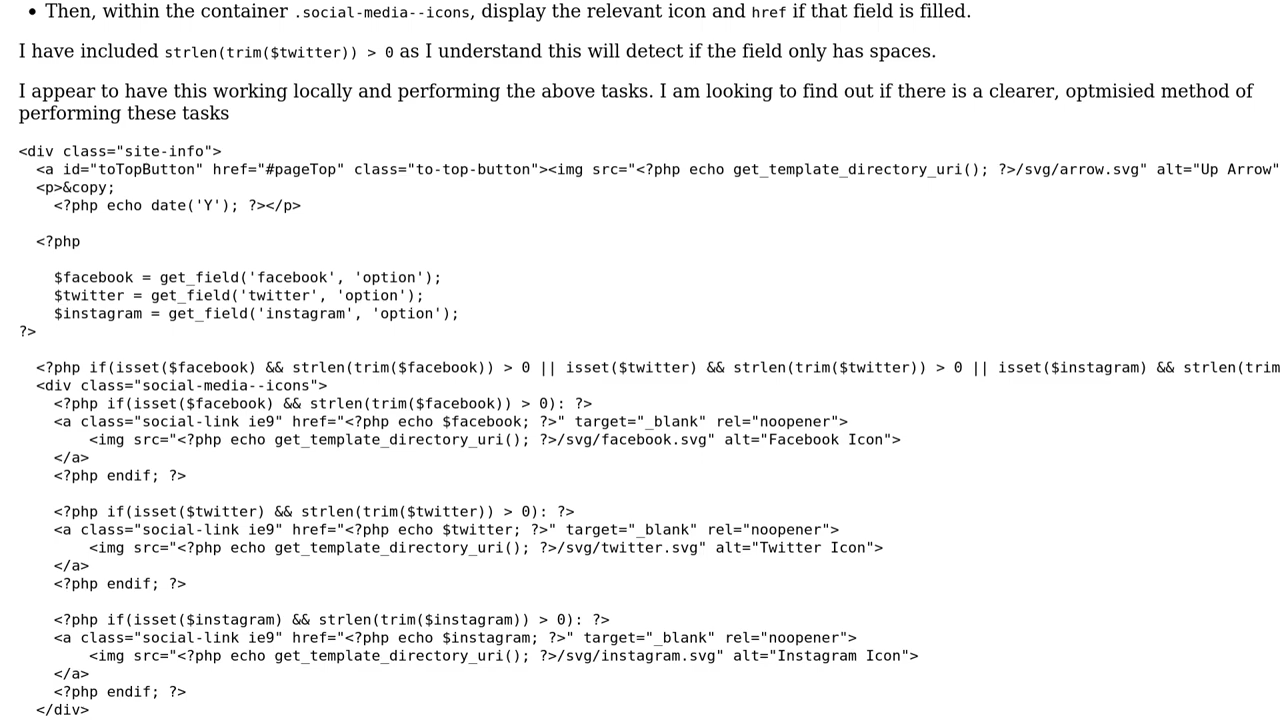 • Then, within the container .social-media--icons, display the relevant icon and href if that field is filled.
I have included strlen(trim($twitter)) > 0 as I understand this will detect if the field only has spaces.
I appear to have this working locally and performing the above tasks. I am looking to find out if there is a clearer, optmisied method of
performing these tasks
<div class="site-info">
  <a id="toTopButton" href="#pageTop" class="to-top-button"><img src="<?php echo get_template_directory_uri(); ?>/svg/arrow.svg" alt="Up Arrow"
  <p>&copy;
    <?php echo date('Y'); ?></p>
  <?php
    $facebook = get_field('facebook', 'option');
    $twitter = get_field('twitter', 'option');
    $instagram = get_field('instagram', 'option');
?>
  <?php if(isset($facebook) && strlen(trim($facebook)) > 0 || isset($twitter) && strlen(trim($twitter)) > 0 || isset($instagram) && strlen(trim
  <div class="social-media--icons">
    <?php if(isset($facebook) && strlen(trim($facebook)) > 0): ?>
    <a class="social-link ie9" href="<?php echo $facebook; ?>" target="_blank" rel="noopener">
        <img src="<?php echo get_template_directory_uri(); ?>/svg/facebook.svg" alt="Facebook Icon">
    </a>
    <?php endif; ?>
    <?php if(isset($twitter) && strlen(trim($twitter)) > 0): ?>
    <a class="social-link ie9" href="<?php echo $twitter; ?>" target="_blank" rel="noopener">
        <img src="<?php echo get_template_directory_uri(); ?>/svg/twitter.svg" alt="Twitter Icon">
    </a>
    <?php endif; ?>
    <?php if(isset($instagram) && strlen(trim($instagram)) > 0): ?>
    <a class="social-link ie9" href="<?php echo $instagram; ?>" target="_blank" rel="noopener">
        <img src="<?php echo get_template_directory_uri(); ?>/svg/instagram.svg" alt="Instagram Icon">
    </a>
    <?php endif; ?>
  </div>